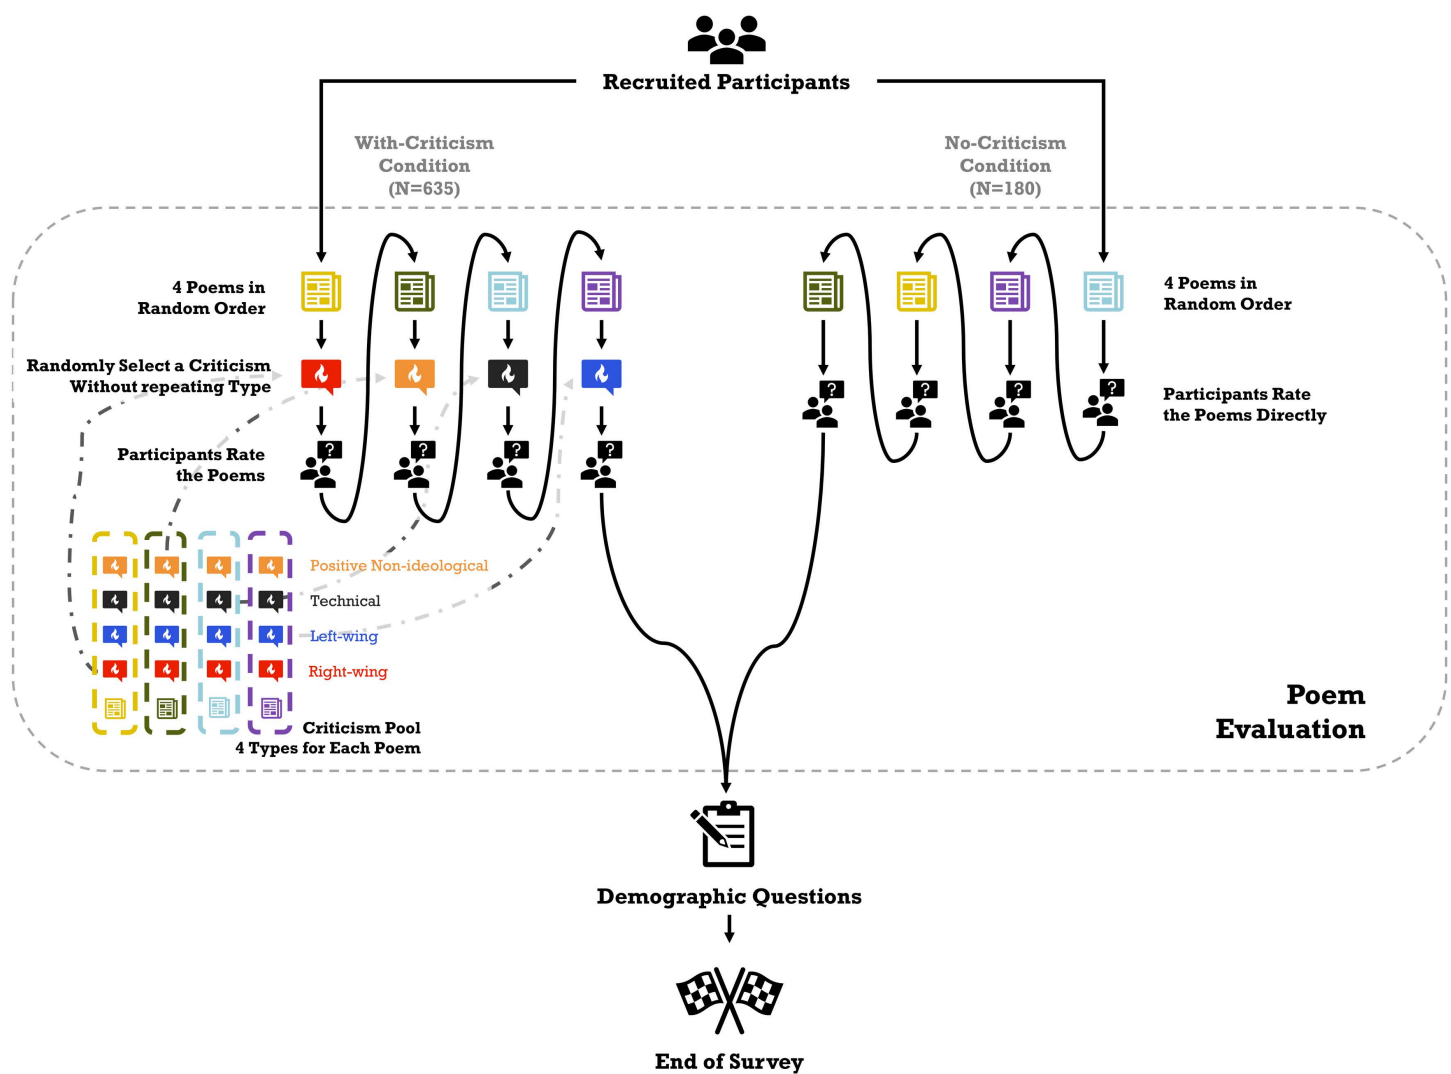 Recruited Participants
With-Criticism
Condition
(N=635)
No-Criticism
Condition
(N=180)
4 Poems in
Random Order
4 Poems in
Random Order
Randomly Select a Criticism
Without repeating Type
Participants Rate
the Poems Directly
Participants Rate
the Poems
?
?
?
?
?
?
?
?
Positive Non-ideological
Technical
Left-wing
Right-wing
Criticism Pool
4 Types for Each Poem
Poem
Evaluation
Demographic Questions
End of Survey